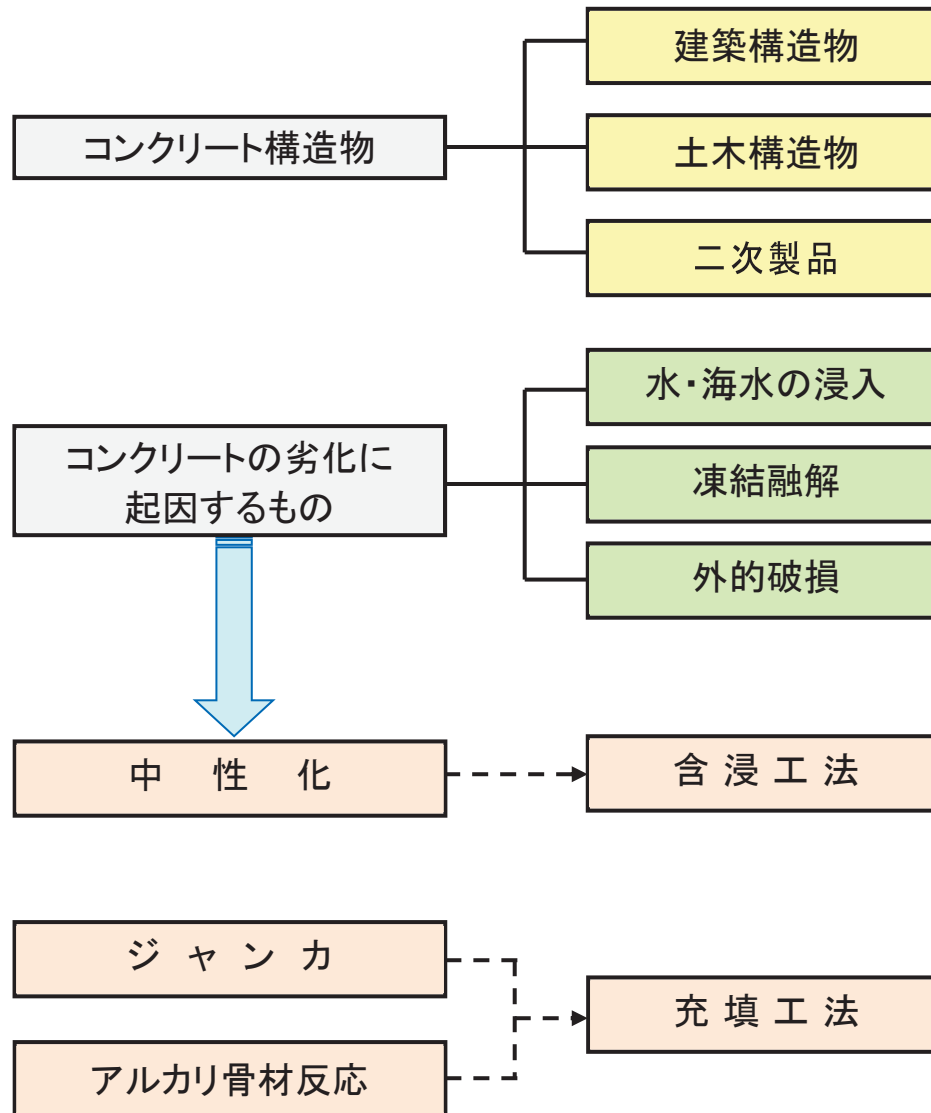 建築構造物
コンクリート構造物
土木構造物
二次製品
水・海水の浸入
コンクリートの劣化に
起因するもの
凍結融解
外的破損
中性化
含浸工法
ジャンカ
充填工法
アルカリ骨材反応